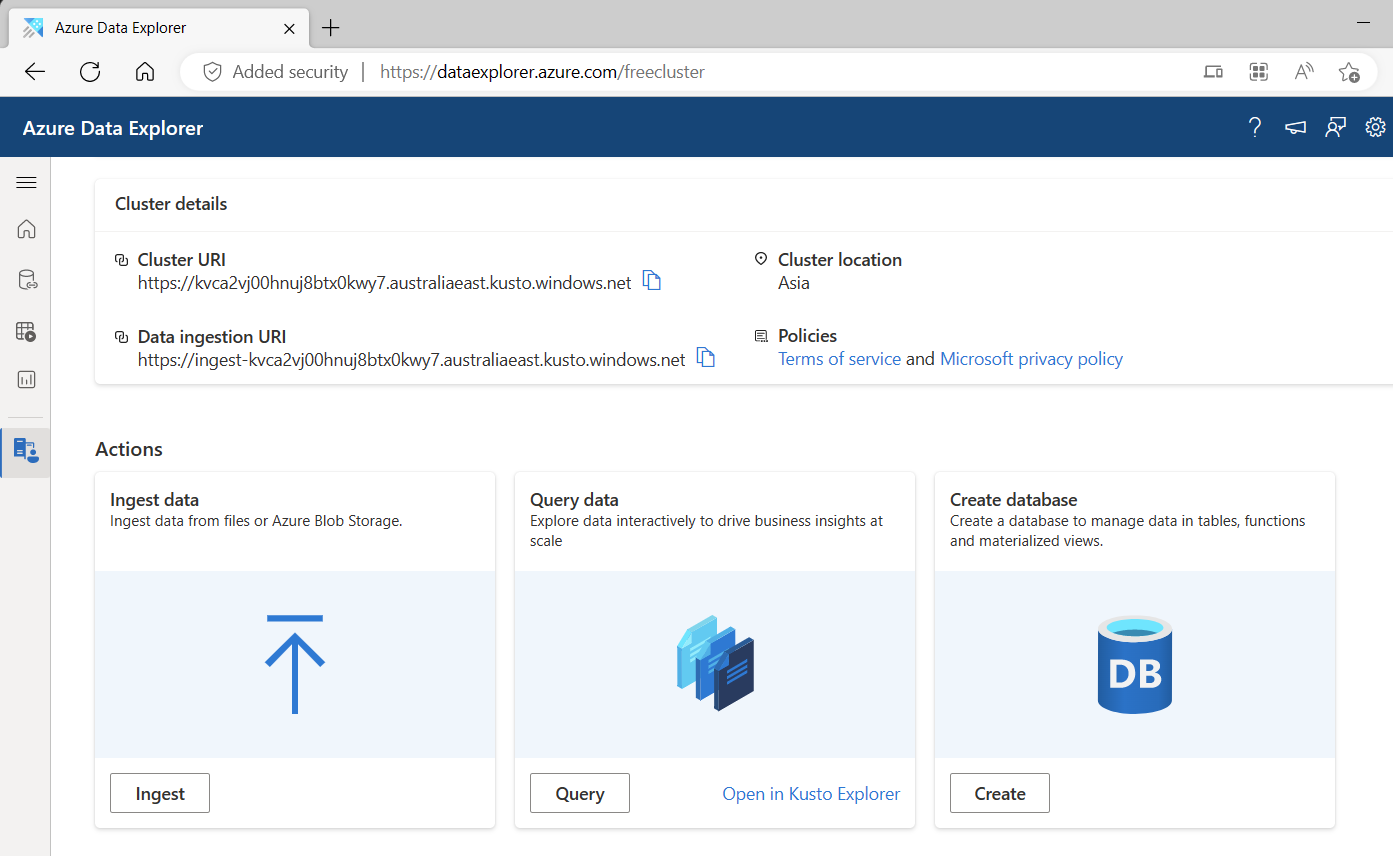 Azure Data Explorer
Added security
https://dataexplorer.azure.com/freecluster
Azure Data Explorer
Cluster details
Cluster URI
https://kvca2vj00hnuj8btx0kwy7.australiaeast.kusto.windows.net
Cluster location
Asia
Data ingestion URI
https://ingest-kvca2vj00hnuj8btx0kwy7.australiaeast.kusto.windows.net
Policies
Terms of service and Microsoft privacy policy
Actions
Ingest data
Ingest data from files or Azure Blob Storage.
Ingest
Query data
Explore data interactively to drive business insights at
scale
Query
Open in Kusto Explorer
Create database
Create a database to manage data in tables, functions
and materialized views.
DB
Create